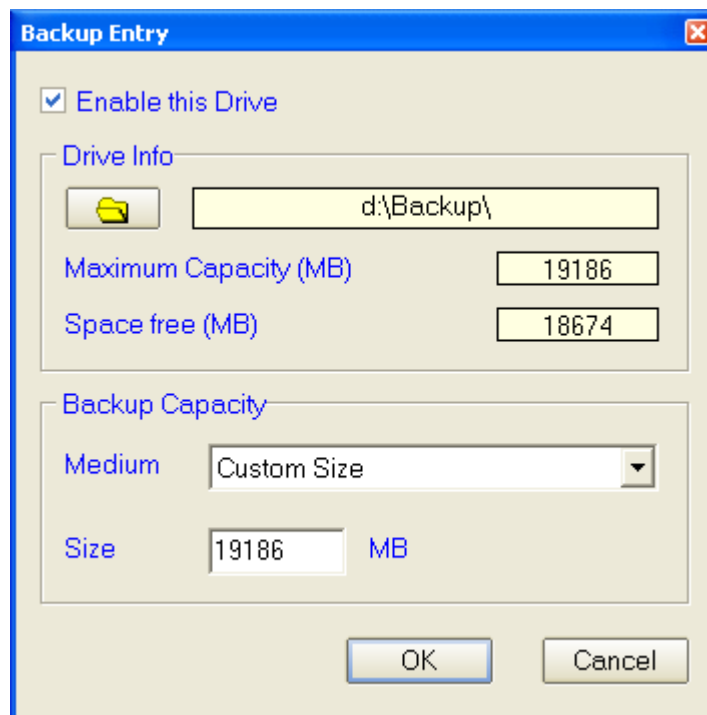 Backup Entry
Enable this Drive
Drive Info
d:\Backup\
Maximum Capacity (MB) 19186
Space free (MB) 18674
Backup Capacity
Medium Custom Size
Size 19186 MB
OK Cancel